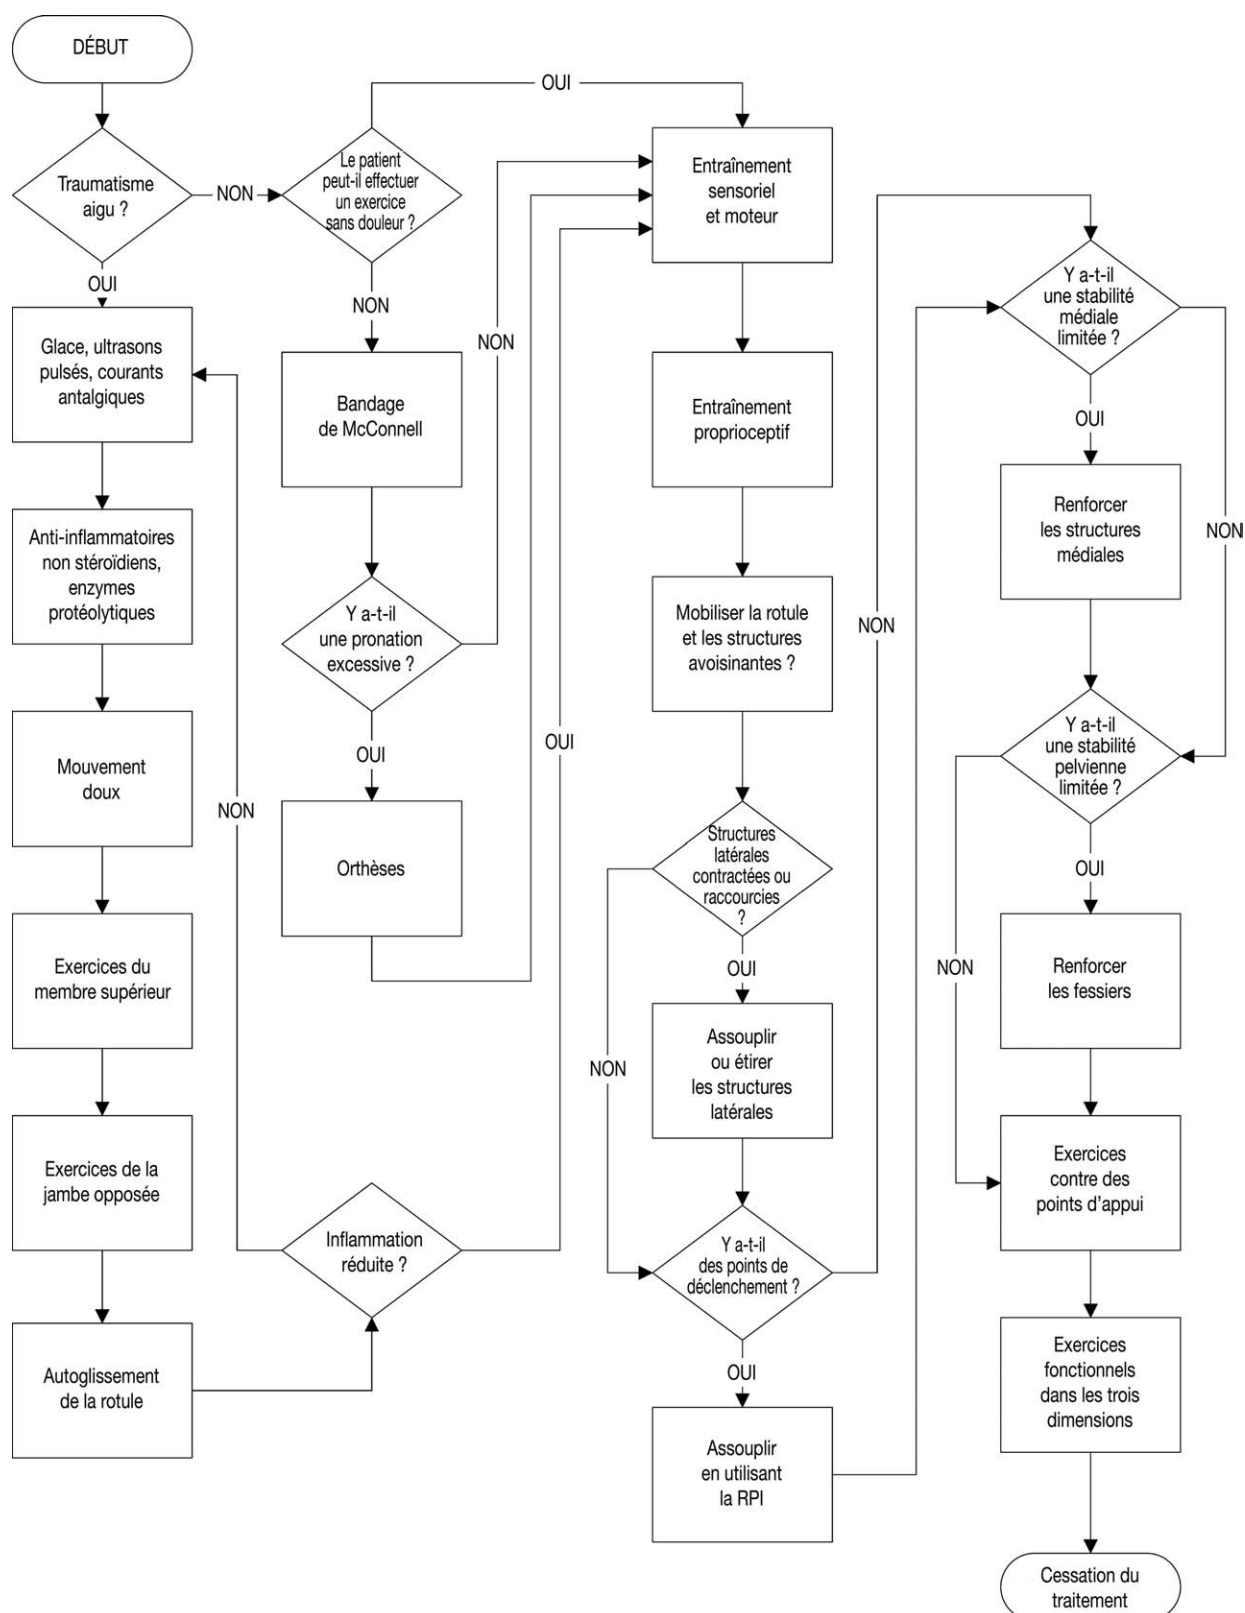 DÉBUT
Traumatisme
aigu ?
NON
OUI
Glace, ultrasons
pulsés, courants
antalgiques
Anti-inflammatoires
non stéroïdiens,
enzymes
protéolytiques
Mouvement
doux
Exercices du
membre supérieur
Exercices de la
jambe opposée
Autoglissement
de la rotule
Inflammation
réduite ?
NON
OUI
Le patient
peut-il effectuer
un exercice
sans douleur ?
OUI
NON
Bandage
de McConnell
Y a-t-il
une pronation
excessive ?
NON
OUI
Orthèses
Entraînement
sensoriel
et moteur
Entraînement
proprioceptif
Mobiliser la rotule
et les structures
avoisinantes ?
Structures
latérales
contractées ou
raccourcies
?
NON
OUI
Assouplir
ou étirer
les structures
latérales
Y a-t-il
des points de
déclenchement ?
NON
OUI
Assouplir
en utilisant
la RPI
Y a-t-il
une stabilité
médiale
limitée ?
OUI
NON
Renforcer
les structures
médiales
Y a-t-il
une stabilité
pelvienne
limitée ?
OUI
NON
Renforcer
les fessiers
Exercices
contre des
points d'appui
Exercices
fonctionnels
dans les trois
dimensions
Cessation du
traitement